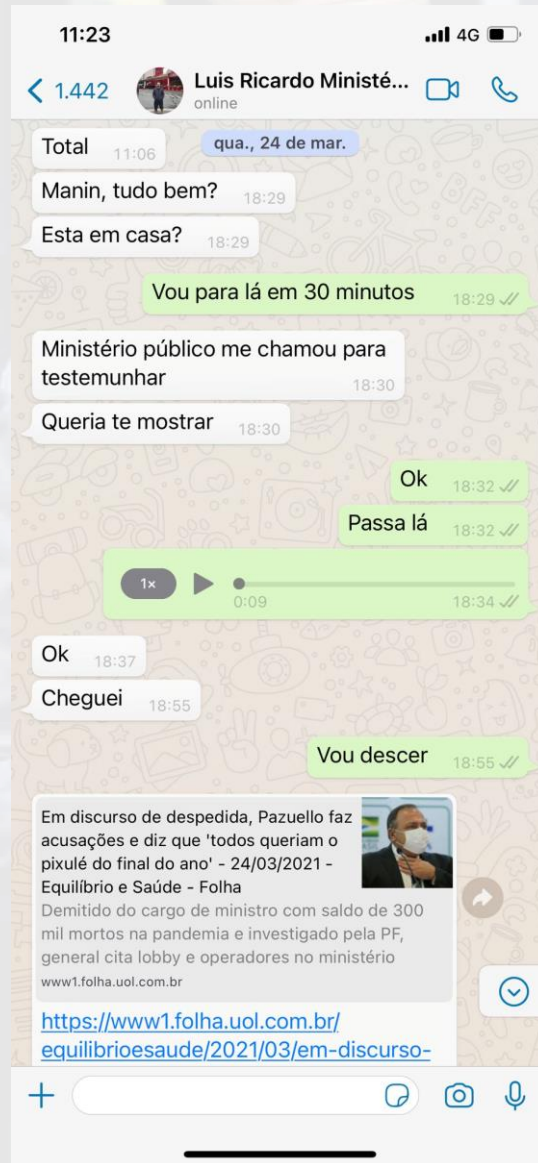 11:23
4G
1.442
Luis Ricardo Ministé...
online
Total 11:06
qua., 24 de mar.
Manin, tudo bem? 18:29
Esta em casa? 18:29
Vou para lá em 30 minutos 18:29
Ministério público me chamou para
testemunhar 18:30
Queria te mostrar 18:30
Ok 18:32
Passa lá 18:32
1×
0:09 18:34
Ok 18:37
Cheguei 18:55
Vou descer 18:55
Em discurso de despedida, Pazuello faz
acusações e diz que 'todos queriam o
pixulé do final do ano' - 24/03/2021 -
Equilíbrio e Saúde - Folha
Demitido do cargo de ministro com saldo de 300
mil mortos na pandemia e investigado pela PF,
general cita lobby e operadores no ministério
www1.folha.uol.com.br
https://www1.folha.uol.com.br/
equilibrioesaude/2021/03/em-discurso-